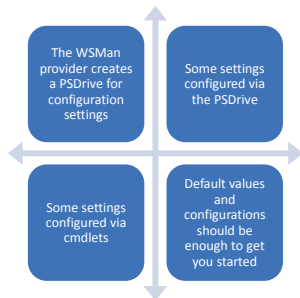 The WSMan
provider creates
a PSDrive for
configuration
settings
Some settings
configured via
the PSDrive
Some settings
configured via
cmdlets
Default values
and
configurations
should be
enough to get
you started